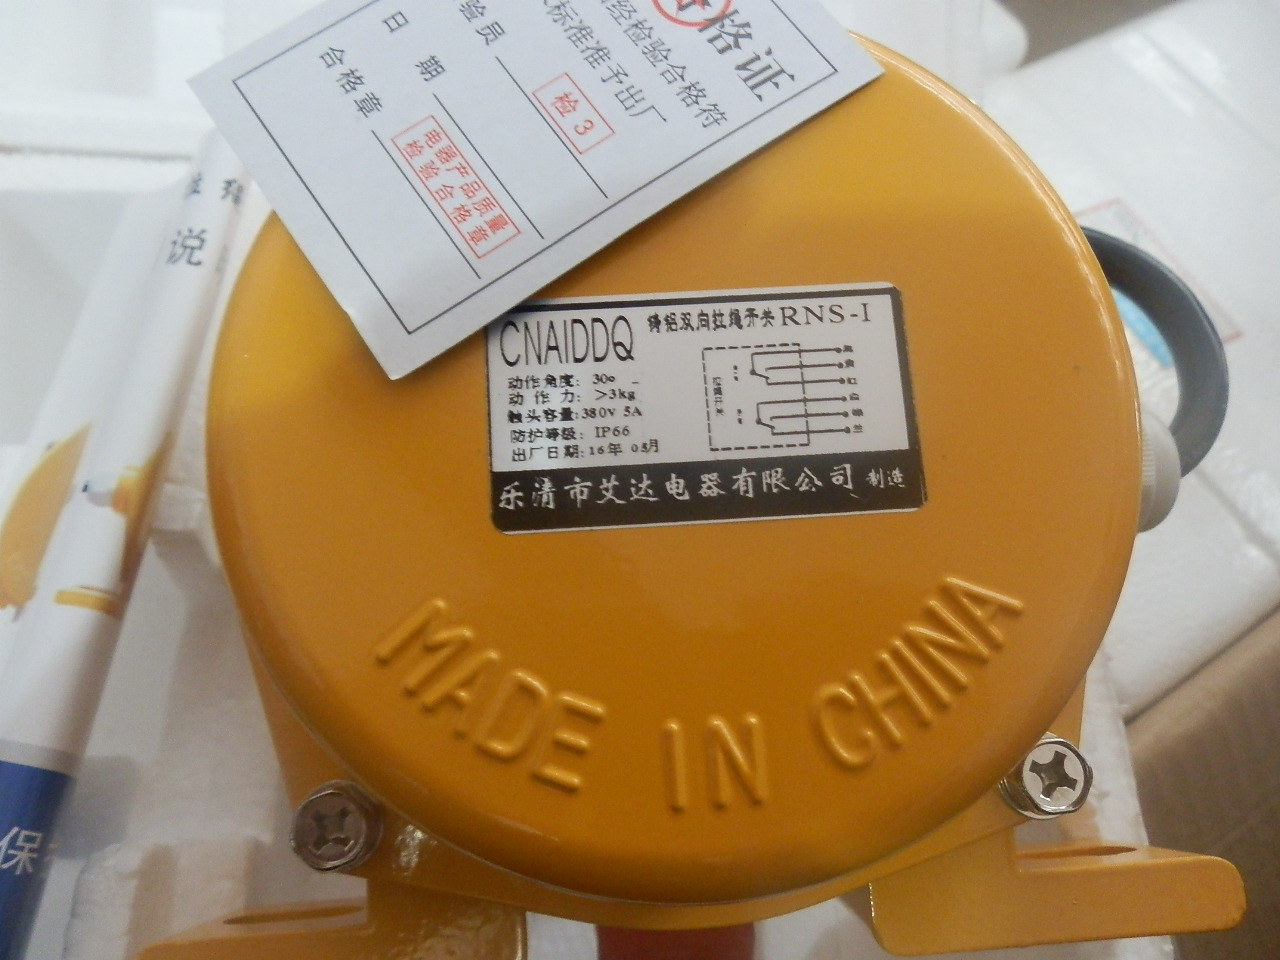 格证
经检验合格符
标准准予出厂
验员
检3
日 期
合格章
电器产品质量
检验合格章
说
保
CNAIDDQ
铸铝双向拉绳开关RNS-I
动作角度: 30°
动作力: >3kg
触头容量:380V 5A
防护等级: IP66
出厂日期:16年 05月
拉绳开关
乐清市艾达电器有限公司 制造
MADE IN CHINA